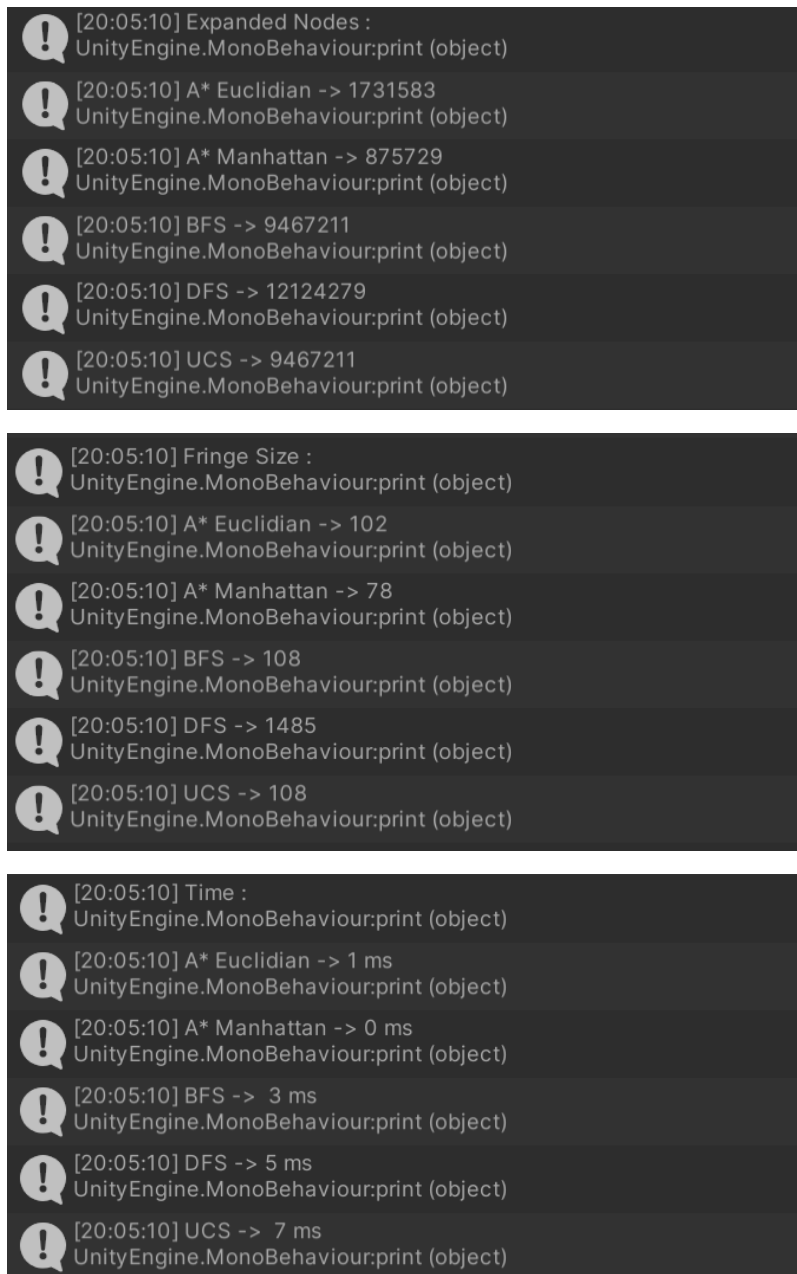 [20:05:10] Expanded Nodes :
UnityEngine.MonoBehaviour:print (object)
[20:05:10] A* Euclidian -> 1731583
UnityEngine.MonoBehaviour:print (object)
[20:05:10] A* Manhattan -> 875729
UnityEngine.MonoBehaviour:print (object)
[20:05:10] BFS -> 9467211
UnityEngine.MonoBehaviour:print (object)
[20:05:10] DFS -> 12124279
UnityEngine.MonoBehaviour:print (object)
[20:05:10] UCS -> 9467211
UnityEngine.MonoBehaviour:print (object)
[20:05:10] Fringe Size :
UnityEngine.MonoBehaviour:print (object)
[20:05:10] A* Euclidian -> 102
UnityEngine.MonoBehaviour:print (object)
[20:05:10] A* Manhattan -> 78
UnityEngine.MonoBehaviour:print (object)
[20:05:10] BFS -> 108
UnityEngine.MonoBehaviour:print (object)
[20:05:10] DFS -> 1485
UnityEngine.MonoBehaviour:print (object)
[20:05:10] UCS -> 108
UnityEngine.MonoBehaviour:print (object)
[20:05:10] Time :
UnityEngine.MonoBehaviour:print (object)
[20:05:10] A* Euclidian -> 1 ms
UnityEngine.MonoBehaviour:print (object)
[20:05:10] A* Manhattan -> 0 ms
UnityEngine.MonoBehaviour:print (object)
[20:05:10] BFS ->  3 ms
UnityEngine.MonoBehaviour:print (object)
[20:05:10] DFS -> 5 ms
UnityEngine.MonoBehaviour:print (object)
[20:05:10] UCS ->  7 ms
UnityEngine.MonoBehaviour:print (object)